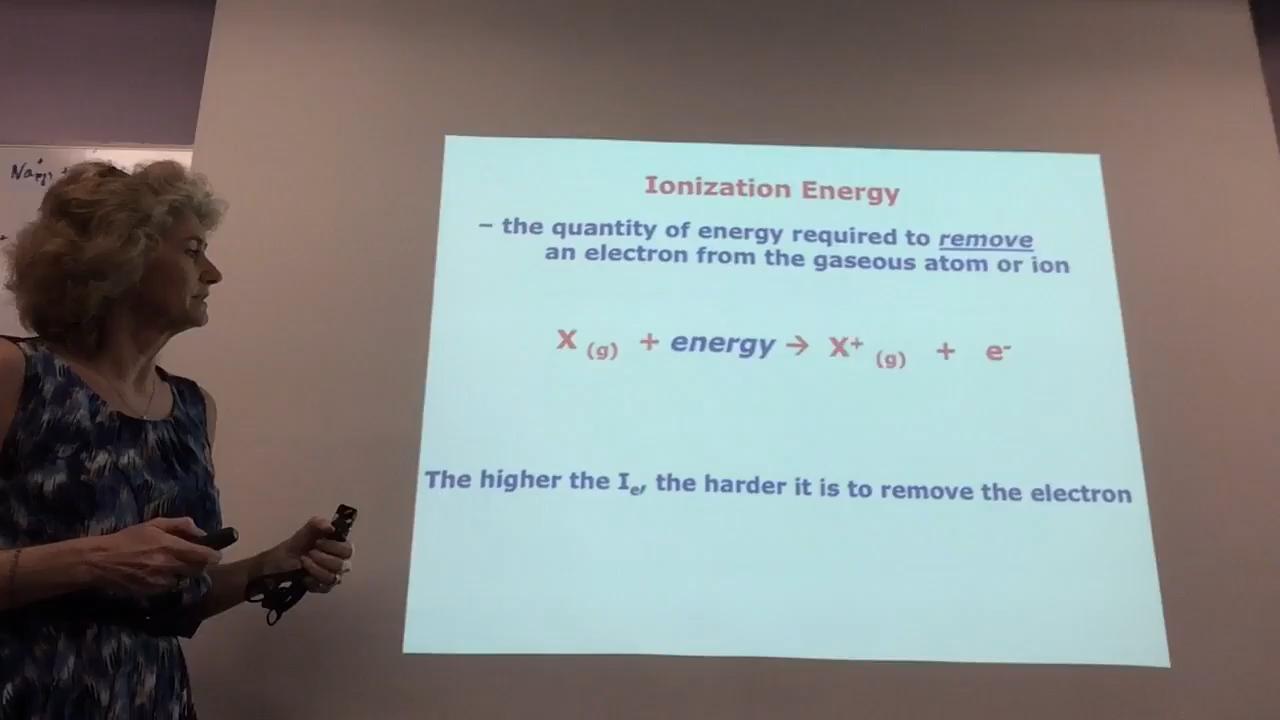 Ionization Energy
– the quantity of energy required to remove
an electron from the gaseous atom or ion
X (g) + energy → X⁺ (g) + e⁻
The higher the Iₑ, the harder it is to remove the electron